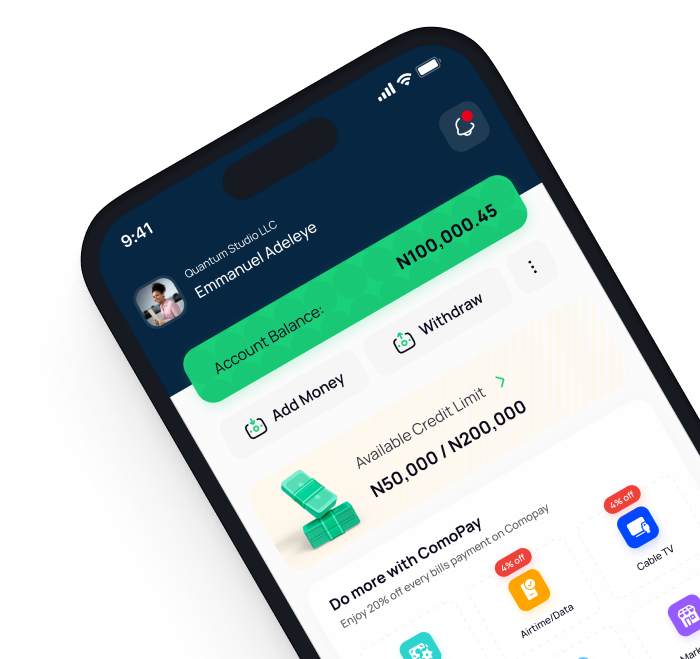 9:41
Quantum Studio LLC
Emmanuel Adeleye
Account Balance:
N100,000.45
Add Money
Withdraw
Available Credit Limit
N50,000 / N200,000
Do more with ComoPay
Enjoy 20% off every bills payment on Comopay
4% off
Airtime/Data
4% off
Cable TV